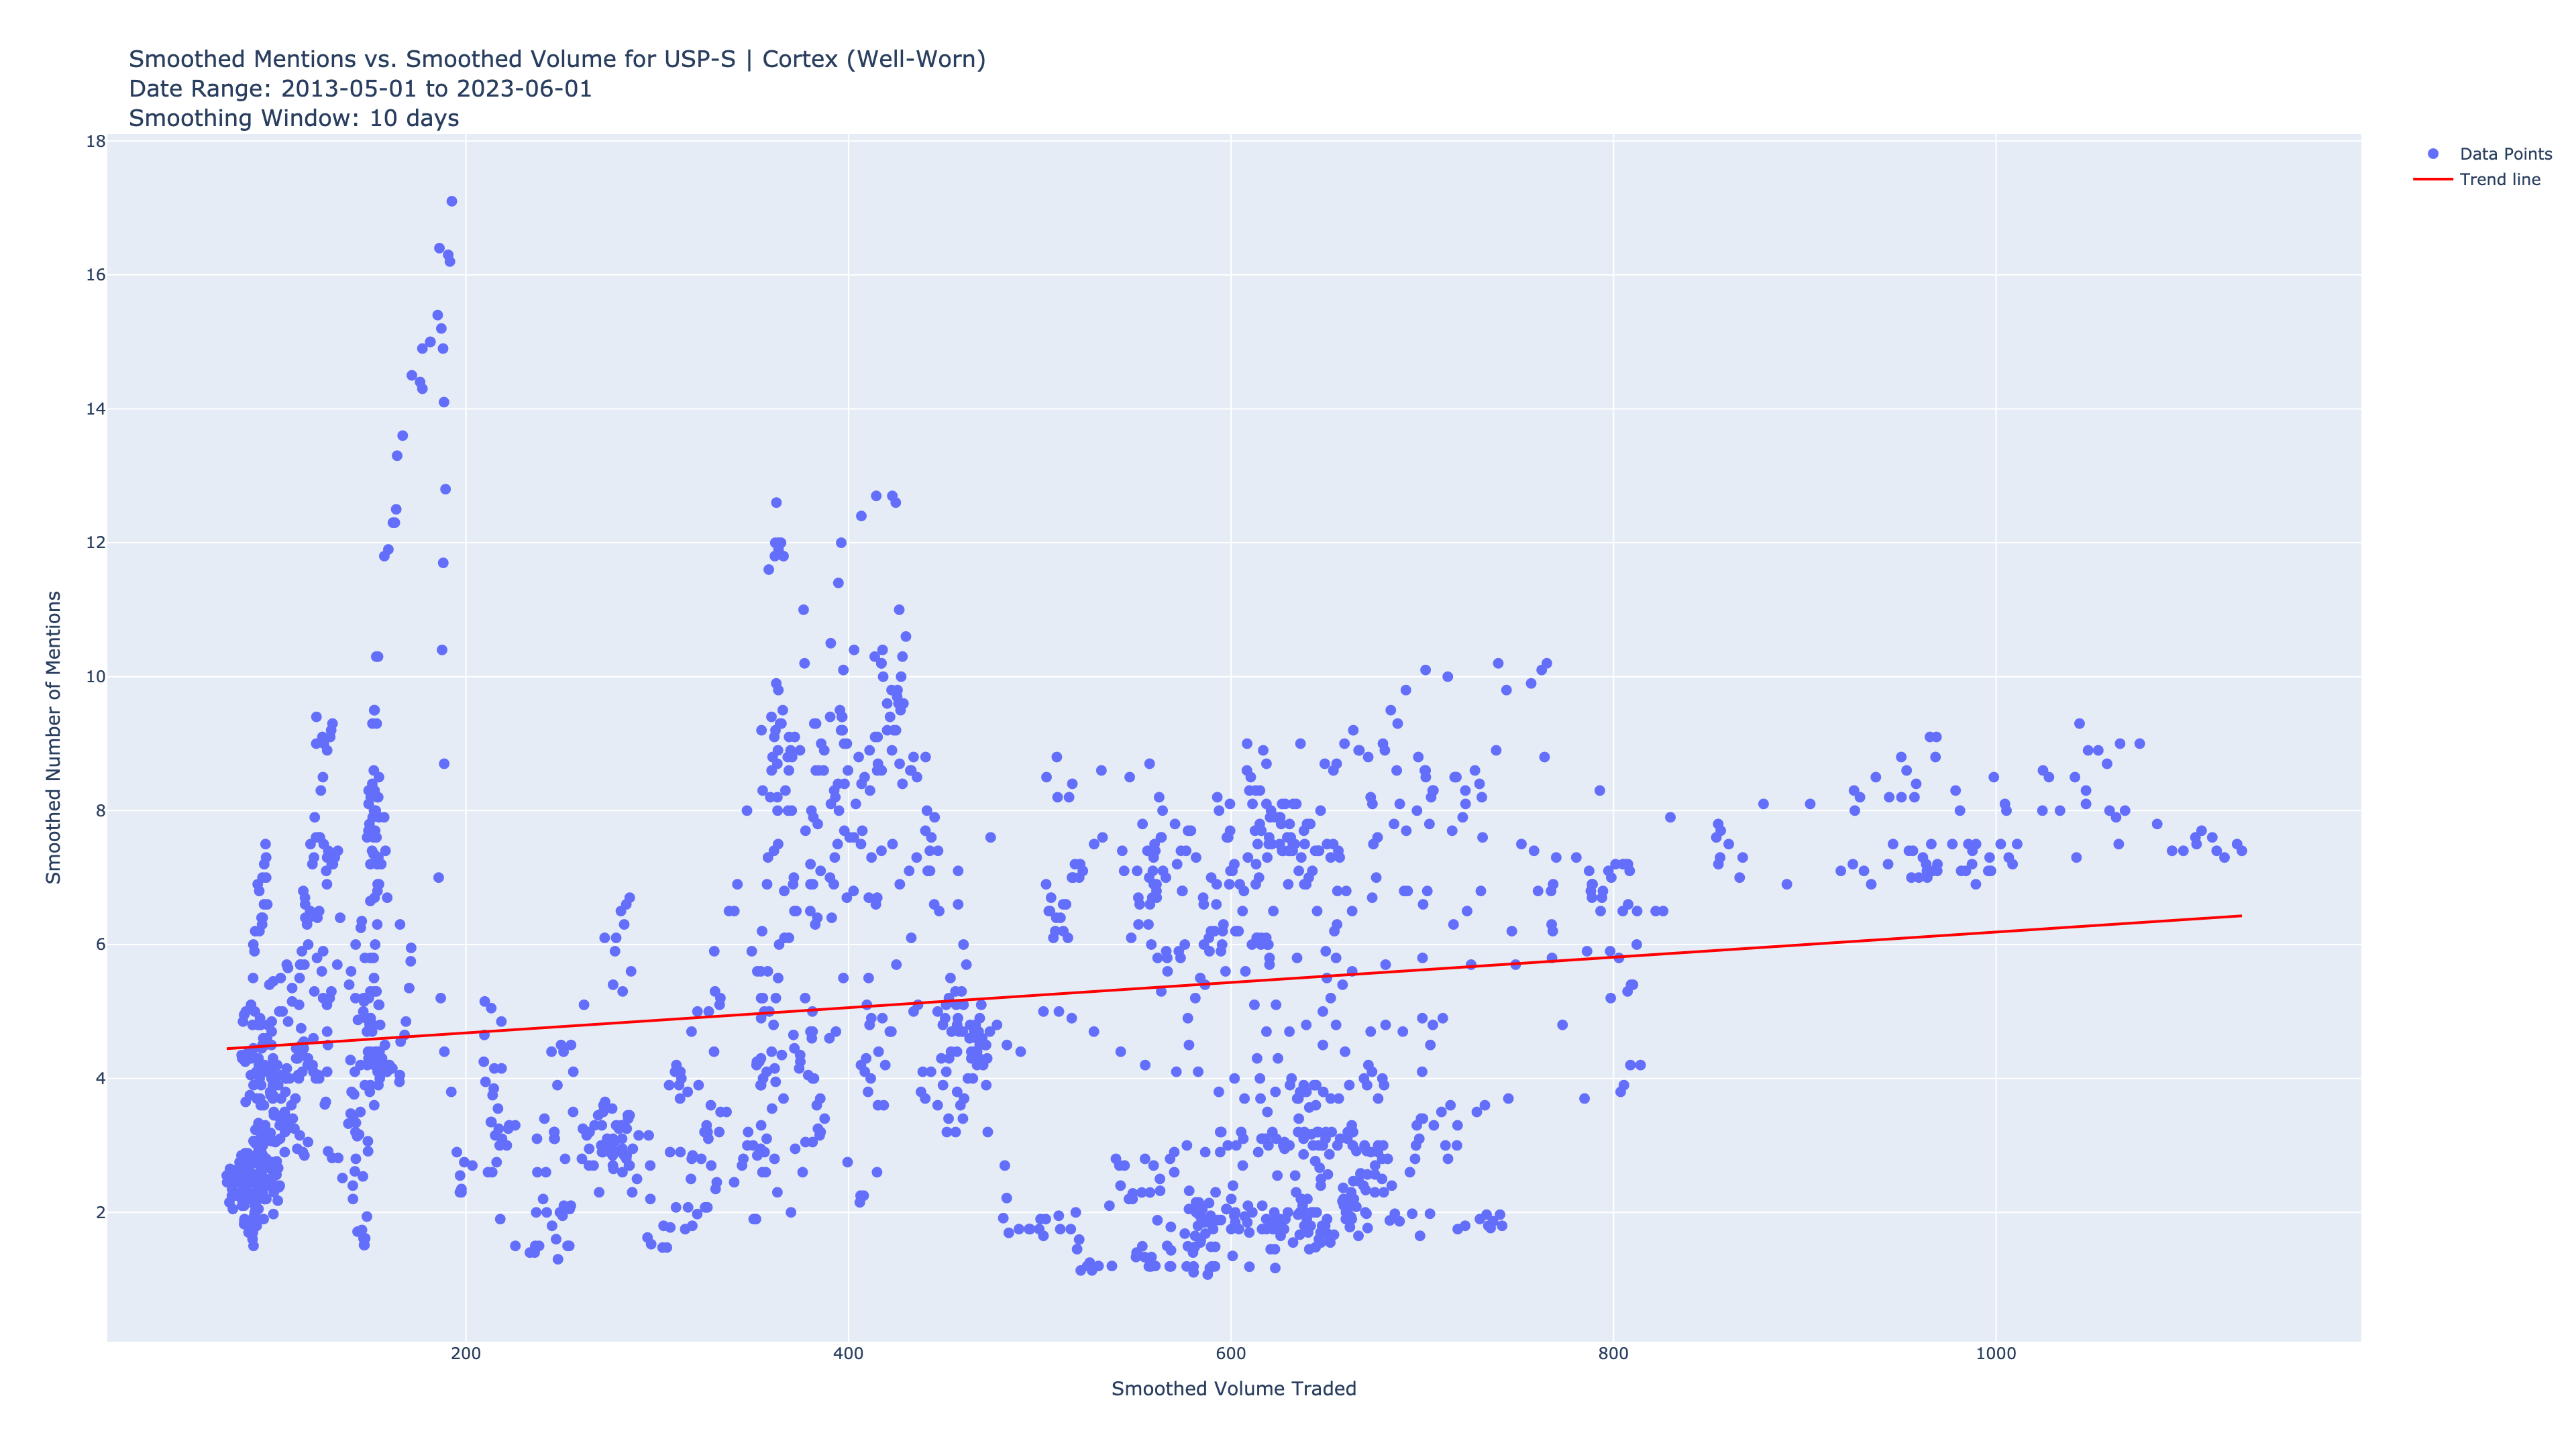 Smoothed Mentions vs. Smoothed Volume for USP-S | Cortex (Well-Worn)
Date Range: 2013-05-01 to 2023-06-01
Smoothing Window: 10 days
18
16
14
12
10
8
6
4
2
Smoothed Number of Mentions
200
400
600
800
1000
Smoothed Volume Traded
Data Points
Trend line